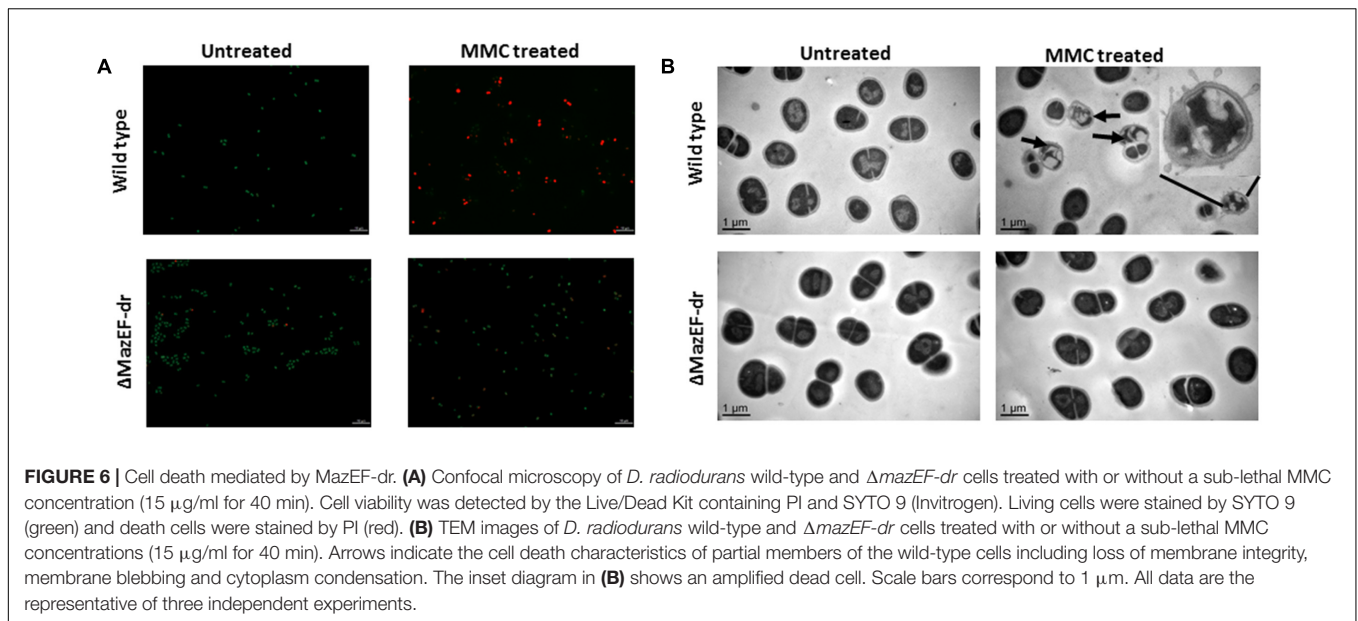 Untreated
MMC treated
Untreated
MMC treated
A
B
Wild type
Wild type
1 µm
1 µm
ΔMazEF-dr
ΔMazEF-dr
1 µm
1 µm
FIGURE 6 | Cell death mediated by MazEF-dr. (A) Confocal microscopy of D. radiodurans wild-type and ΔmazEF-dr cells treated with or without a sub-lethal MMC
concentration (15 µg/ml for 40 min). Cell viability was detected by the Live/Dead Kit containing PI and SYTO 9 (Invitrogen). Living cells were stained by SYTO 9
(green) and death cells were stained by PI (red). (B) TEM images of D. radiodurans wild-type and ΔmazEF-dr cells treated with or without a sub-lethal MMC
concentrations (15 µg/ml for 40 min). Arrows indicate the cell death characteristics of partial members of the wild-type cells including loss of membrane integrity,
membrane blebbing and cytoplasm condensation. The inset diagram in (B) shows an amplified dead cell. Scale bars correspond to 1 µm. All data are the
representative of three independent experiments.